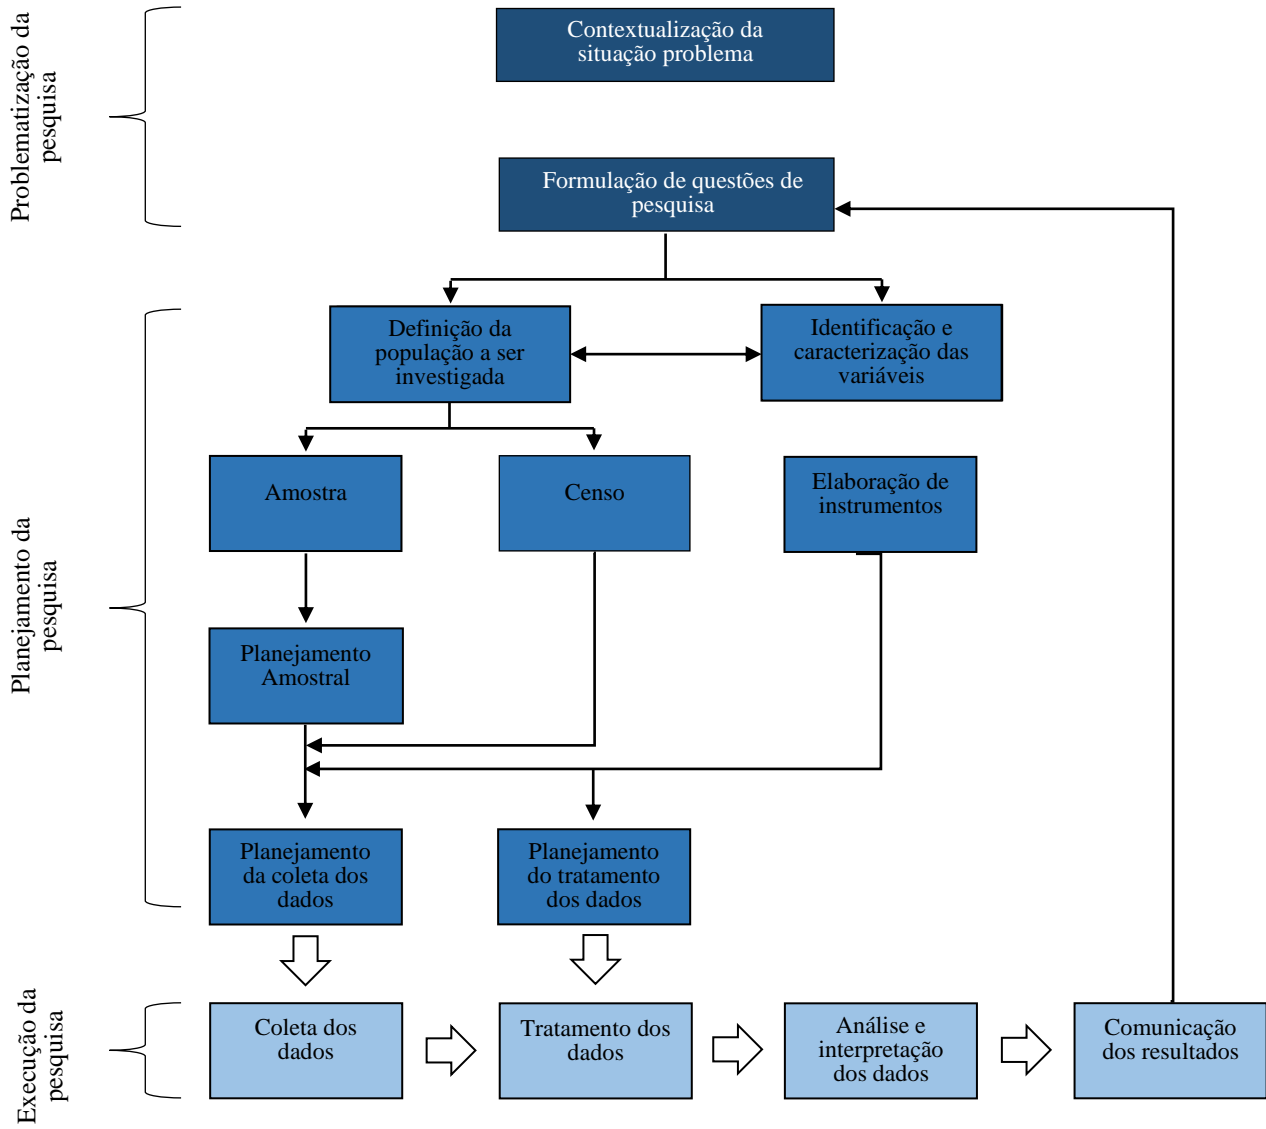 Problematização da
pesquisa
Contextualização da
situação problema
Formulação de questões de
pesquisa
Planejamento da
pesquisa
Definição da
população a ser
investigada
Identificação e
caracterização das
variáveis
Amostra
Censo
Elaboração de
instrumentos
Planejamento
Amostral
Planejamento
da coleta dos
dados
Planejamento
do tratamento
dos dados
Execução da
pesquisa
Coleta dos
dados
Tratamento dos
dados
Análise e
interpretação
dos dados
Comunicação
dos resultados